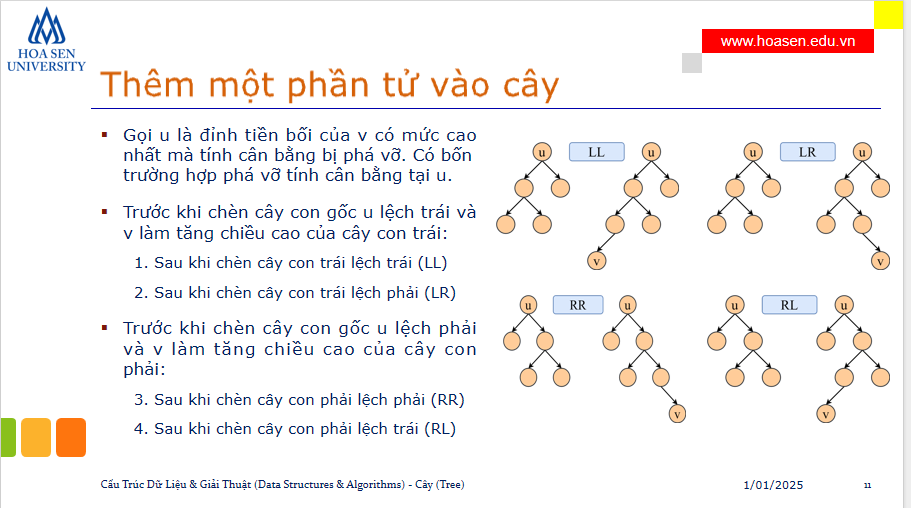 HOA SEN
UNIVERSITY
www.hoasen.edu.vn
Thêm một phần tử vào cây
Gọi u là đỉnh tiền bối của v có mức cao
nhất mà tính cân bằng bị phá vỡ. Có bốn
trường hợp phá vỡ tính cân bằng tại u.
Trước khi chèn cây con gốc u lệch trái và
v làm tăng chiều cao của cây con trái:
1. Sau khi chèn cây con trái lệch trái (LL)
2. Sau khi chèn cây con trái lệch phải (LR)
Trước khi chèn cây con gốc u lệch phải
và v làm tăng chiều cao của cây con
phải:
3. Sau khi chèn cây con phải lệch phải (RR)
4. Sau khi chèn cây con phải lệch trái (RL)
u LL u
v
u LR u
v
u RR u
v
u RL u
v
Cấu Trúc Dữ Liệu & Giải Thuật (Data Structures & Algorithms) - Cây (Tree)
1/01/2025
11